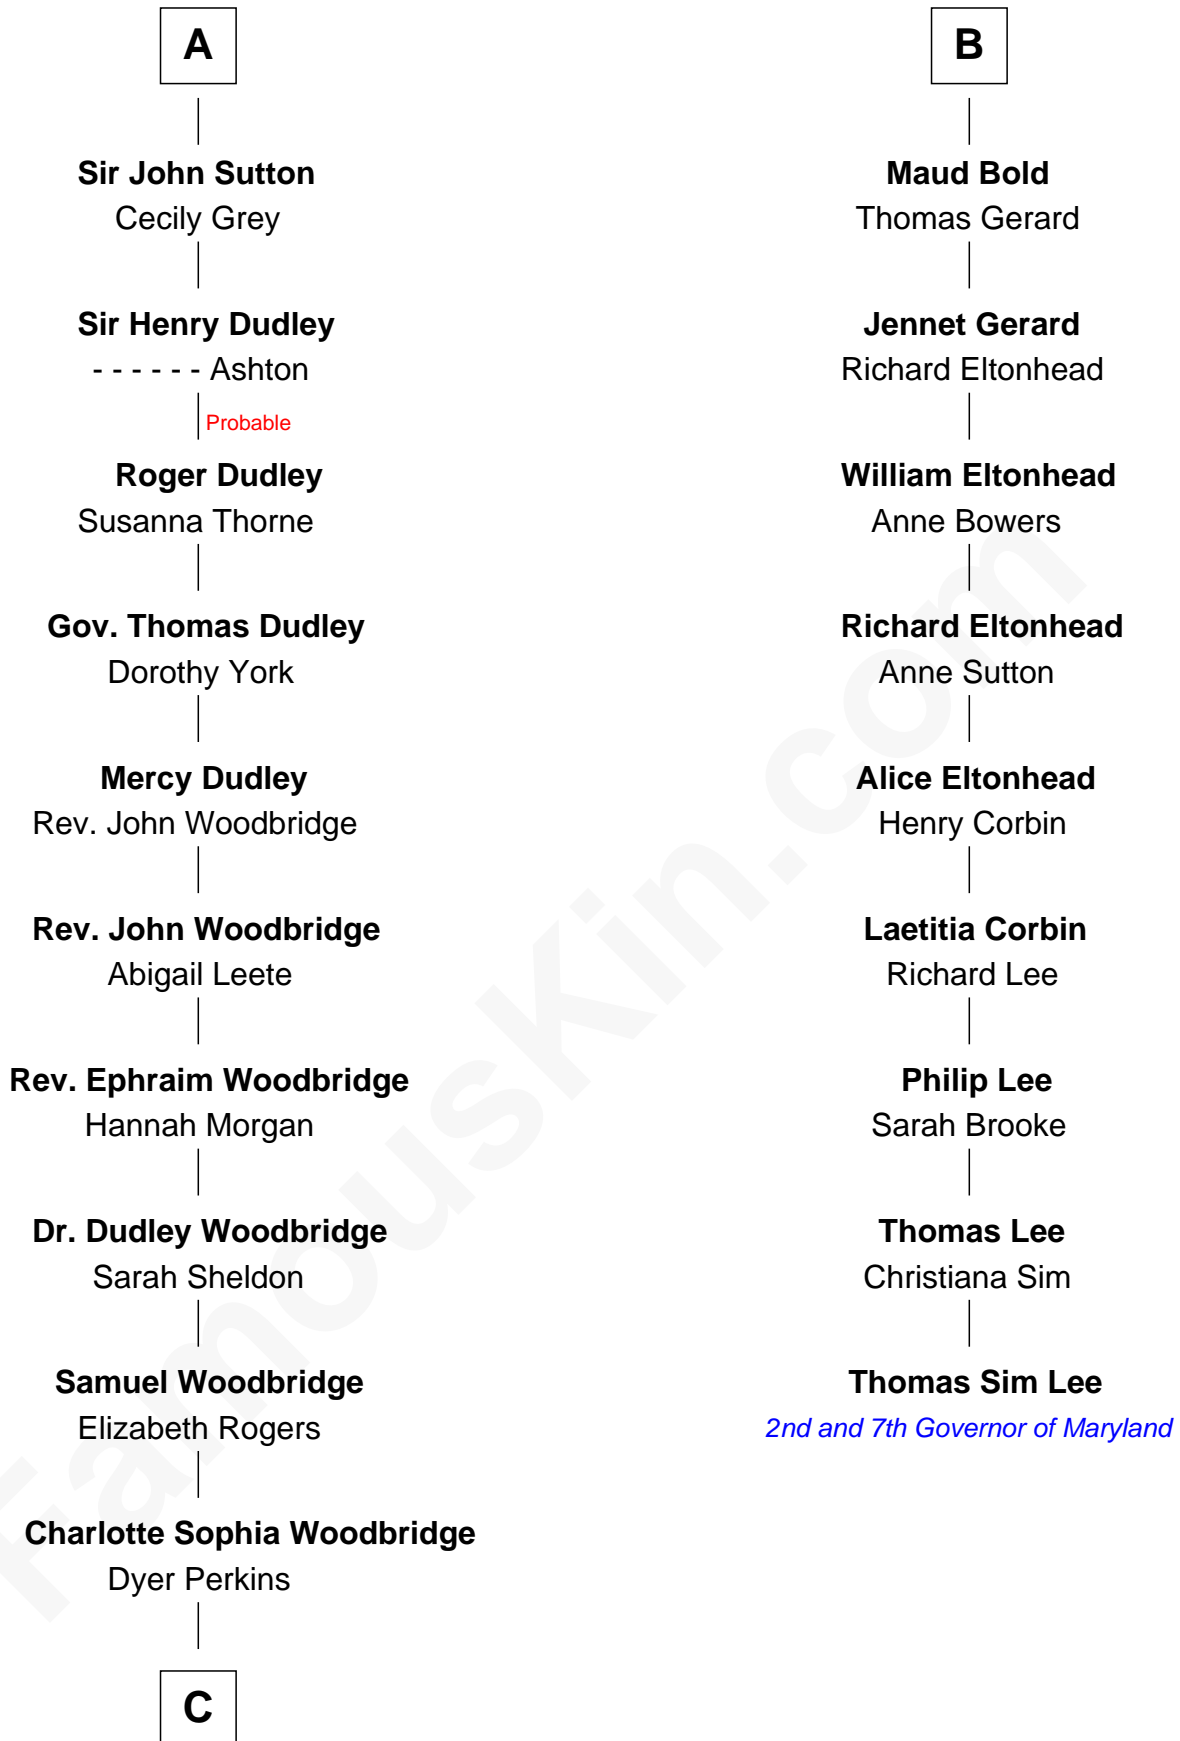 A
Sir John Sutton
Cecily Grey
Sir Henry Dudley
- - - - - - Ashton
Probable
Roger Dudley
Susanna Thorne
Gov. Thomas Dudley
Dorothy York
Mercy Dudley
Rev. John Woodbridge
Rev. John Woodbridge
Abigail Leete
Rev. Ephraim Woodbridge
Hannah Morgan
Dr. Dudley Woodbridge
Sarah Sheldon
Samuel Woodbridge
Elizabeth Rogers
Charlotte Sophia Woodbridge
Dyer Perkins
C
B
Maud Bold
Thomas Gerard
Jennet Gerard
Richard Eltonhead
William Eltonhead
Anne Bowers
Richard Eltonhead
Anne Sutton
Alice Eltonhead
Henry Corbin
Laetitia Corbin
Richard Lee
Philip Lee
Sarah Brooke
Thomas Lee
Christiana Sim
Thomas Sim Lee
2nd and 7th Governor of Maryland
FamousKin.com